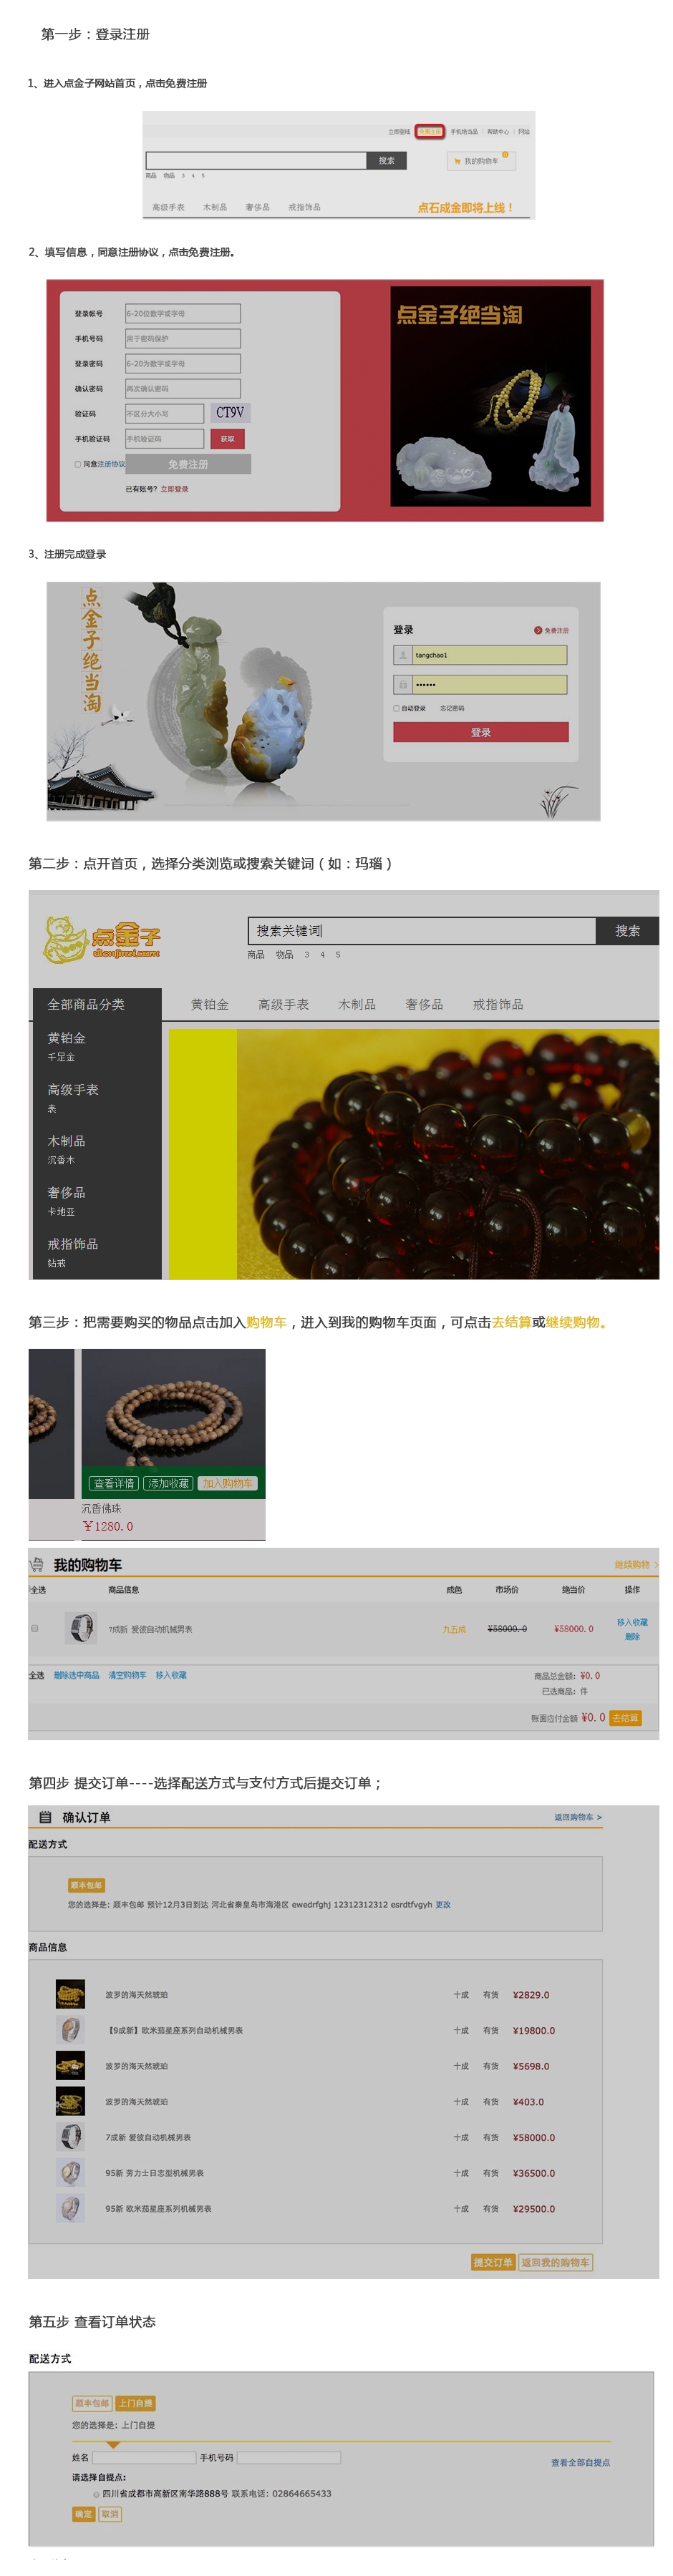 第一步：登录注册
1、进入点金子网站首页，点击免费注册
立即登陆 免费注册 手机绝当品 | 帮助中心 | 网站
搜索 我的购物车 0
商品 物品 3 4 5
高级手表 木制品 奢侈品 戒指饰品 点石成金即将上线！
2、填写信息，同意注册协议，点击免费注册。
登录帐号 6-20位数字或字母
手机号码 用于密码保护
登录密码 6-20为数字或字母
确认密码 再次确认密码
验证码 不区分大小写 CT9V
手机验证码 手机验证码 获取
同意注册协议 免费注册
已有账号？立即登录
点金子绝当淘
3、注册完成登录
点金子绝当淘
登录 免费注册
tangchao1
••••••
自动登录 忘记密码
登录
第二步：点开首页，选择分类浏览或搜索关键词（如：玛瑙）
点金子
搜索关键词 搜索
商品 物品 3 4 5
全部商品分类 黄铂金 高级手表 木制品 奢侈品 戒指饰品
黄铂金
千足金
高级手表
表
木制品
沉香木
奢侈品
卡地亚
戒指饰品
钻戒
第三步：把需要购买的物品点击加入购物车，进入到我的购物车页面，可点击去结算或继续购物。
查看详情 添加收藏 加入购物车
沉香佛珠
￥1280.0
我的购物车 继续购物 >
全选 商品信息 成色 市场价 绝当价 操作
7成新 爱彼自动机械男表 九五成 ¥58000.0 ¥58000.0 移入收藏
删除
全选 删除选中商品 清空购物车 移入收藏 商品总金额：¥0.0
已选商品：件
账面应付金额 ¥0.0 去结算
第四步 提交订单----选择配送方式与支付方式后提交订单；
确认订单 返回购物车 >
配送方式
顺丰包邮
您的选择是: 顺丰包邮 预计12月3日到达 河北省秦皇岛市海港区 ewedrfghj 12312312312 esrdtfvgyh 更改
商品信息
波罗的海天然琥珀 十成 有货 ¥2829.0
【9成新】欧米茄星座系列自动机械男表 十成 有货 ¥19800.0
波罗的海天然琥珀 十成 有货 ¥5698.0
波罗的海天然琥珀 十成 有货 ¥403.0
7成新 爱彼自动机械男表 十成 有货 ¥58000.0
95新 劳力士日志型机械男表 十成 有货 ¥36500.0
95新 欧米茄星座系列机械男表 十成 有货 ¥29500.0
提交订单 返回我的购物车
第五步 查看订单状态
配送方式
顺丰包邮 上门自提
您的选择是: 上门自提
姓名 手机号码 查看全部自提点
请选择自提点:
四川省成都市高新区南华路888号 联系电话: 02864665433
确定 取消